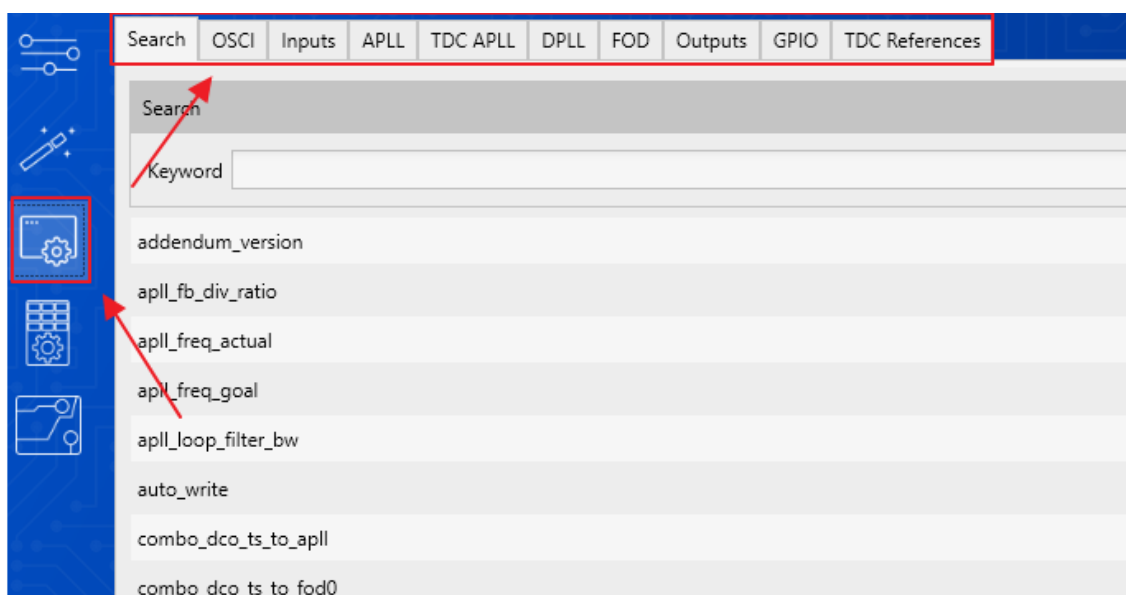 Search OSCI Inputs APLL TDC APLL DPLL FOD Outputs GPIO TDC References
Search
Keyword
addendum_version
apll_fb_div_ratio
apll_freq_actual
apll_freq_goal
apll_loop_filter_bw
auto_write
combo_dco_ts_to_apll
combo_dco_ts_to_fod0